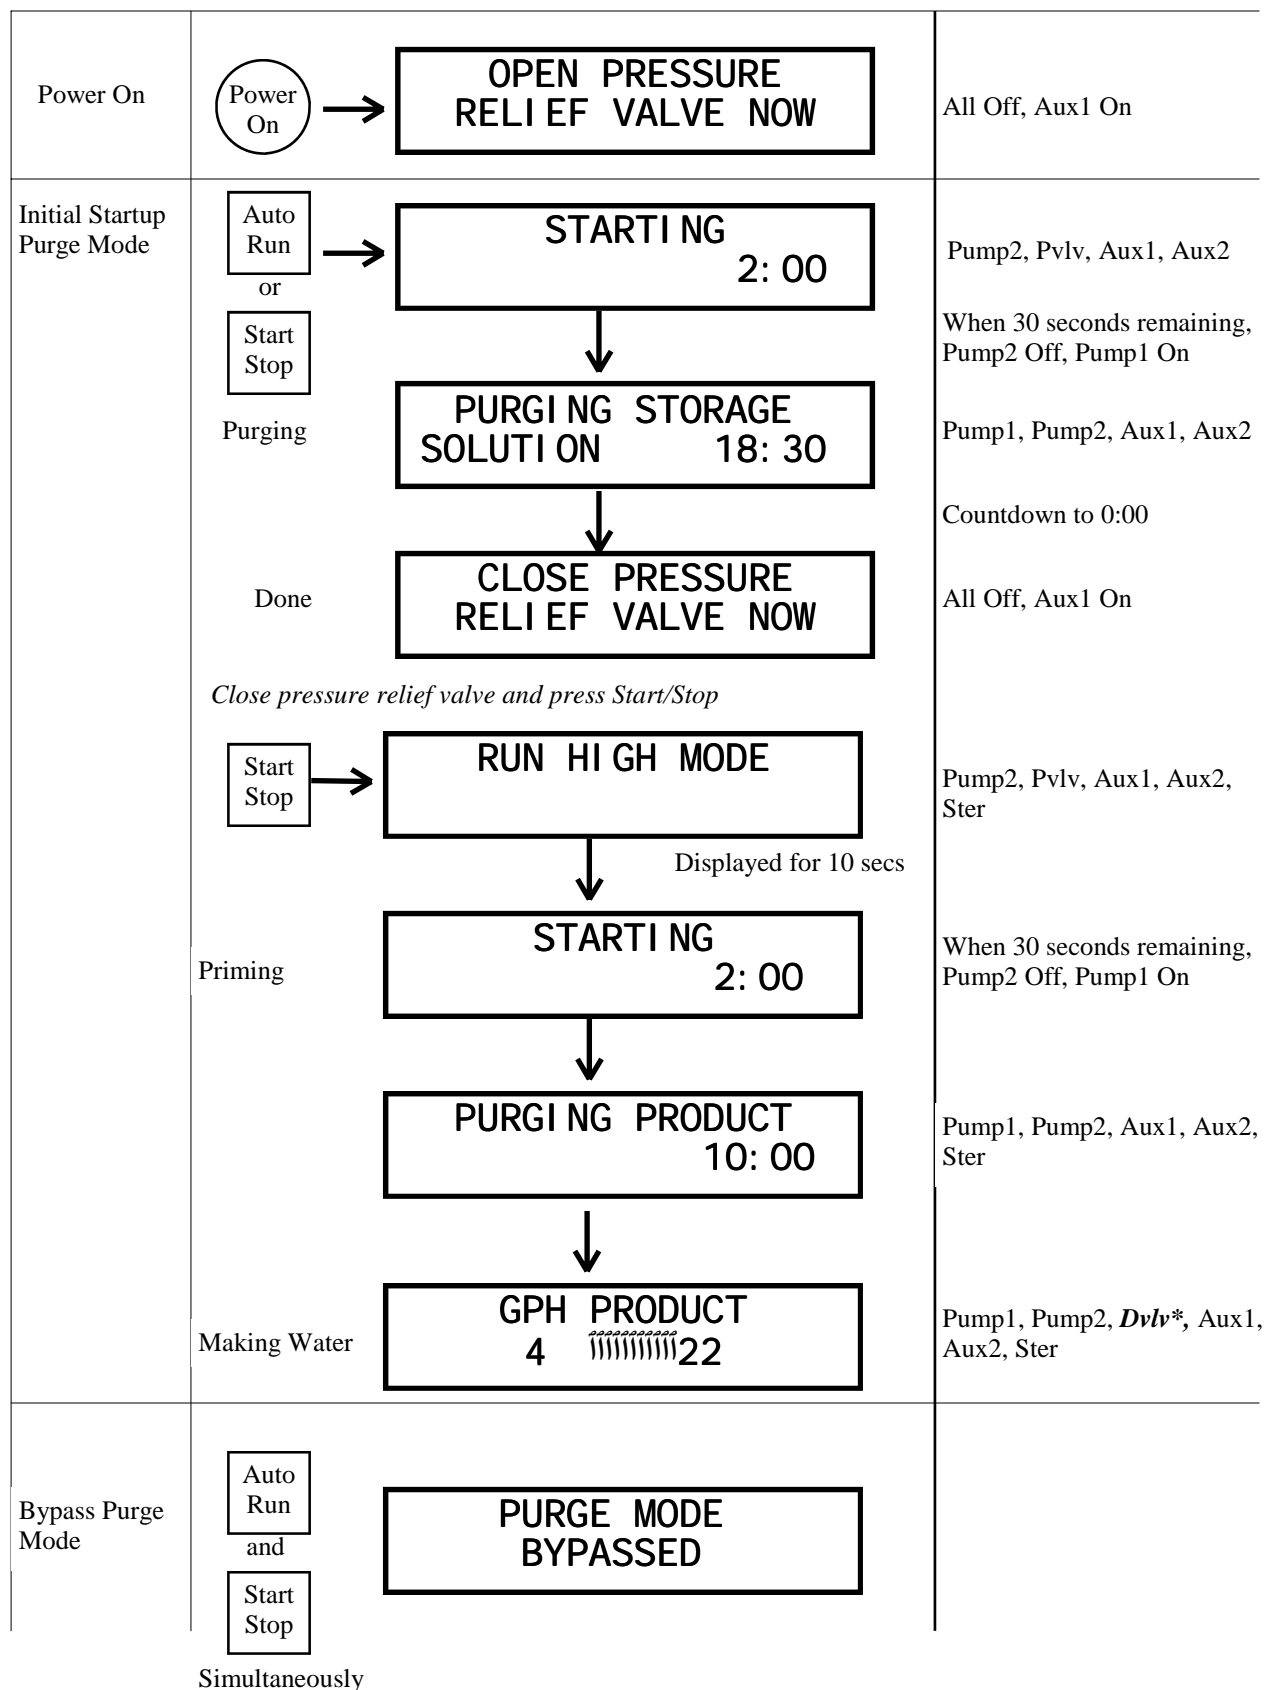 Power On
Power
On
OPEN PRESSURE
RELIEF VALVE NOW
All Off, Aux1 On
Initial Startup
Purge Mode
Auto
Run
or
Start
Stop
STARTING
2:00
Pump2, Pvlv, Aux1, Aux2
When 30 seconds remaining,
Pump2 Off, Pump1 On
Purging
PURGING STORAGE
SOLUTION 18:30
Pump1, Pump2, Aux1, Aux2
Countdown to 0:00
Done
CLOSE PRESSURE
RELIEF VALVE NOW
All Off, Aux1 On
Close pressure relief valve and press Start/Stop
Start
Stop
RUN HIGH MODE
Pump2, Pvlv, Aux1, Aux2,
Ster
Displayed for 10 secs
Priming
STARTING
2:00
When 30 seconds remaining,
Pump2 Off, Pump1 On
PURGING PRODUCT
10:00
Pump1, Pump2, Aux1, Aux2,
Ster
Making Water
GPH PRODUCT
4 22
Pump1, Pump2, Dvlv*, Aux1,
Aux2, Ster
Bypass Purge
Mode
Auto
Run
and
Start
Stop
Simultaneously
PURGE MODE
BYPASSED